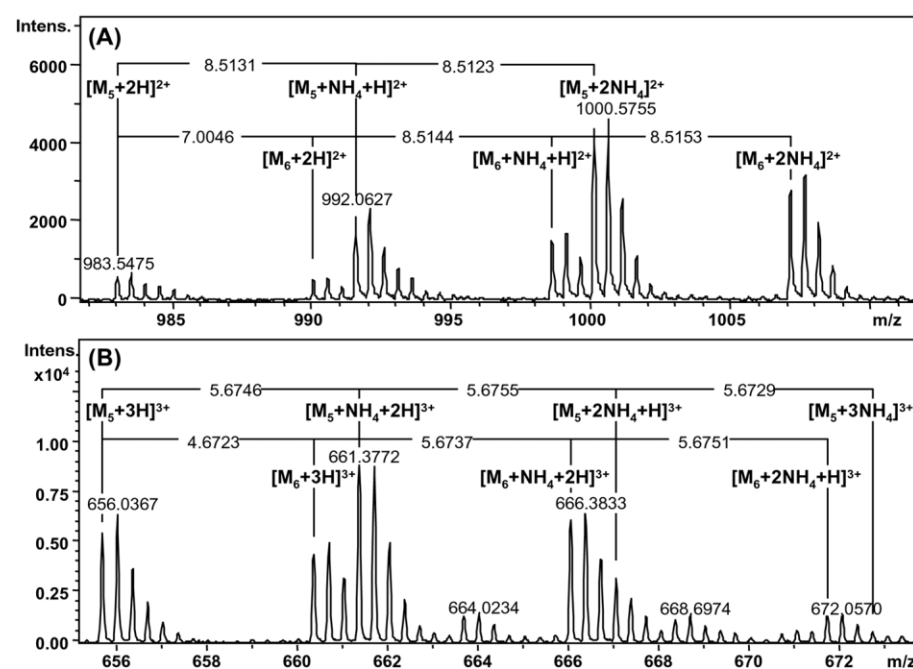 Intens.
(A)
6000
8.5131
8.5123
[M₅+2H]²⁺
[M₅+NH₄+H]²⁺
[M₅+2NH₄]²⁺
1000.5755
4000
7.0046
8.5144
8.5153
[M₆+2H]²⁺
[M₆+NH₄+H]²⁺
[M₆+2NH₄]²⁺
992.0627
2000
983.5475
0
985
990
995
1000
1005
m/z
Intens.
x10⁴
(B)
5.6746
5.6755
5.6729
[M₅+3H]³⁺
[M₅+NH₄+2H]³⁺
[M₅+2NH₄+H]³⁺
[M₅+3NH₄]³⁺
1.00
4.6723
5.6737
5.6751
661.3772
[M₆+3H]³⁺
[M₆+NH₄+2H]³⁺
[M₆+2NH₄+H]³⁺
0.75
656.0367
666.3833
0.50
0.25
664.0234
668.6974
672.0570
0.00
656
658
660
662
664
666
668
670
672
m/z